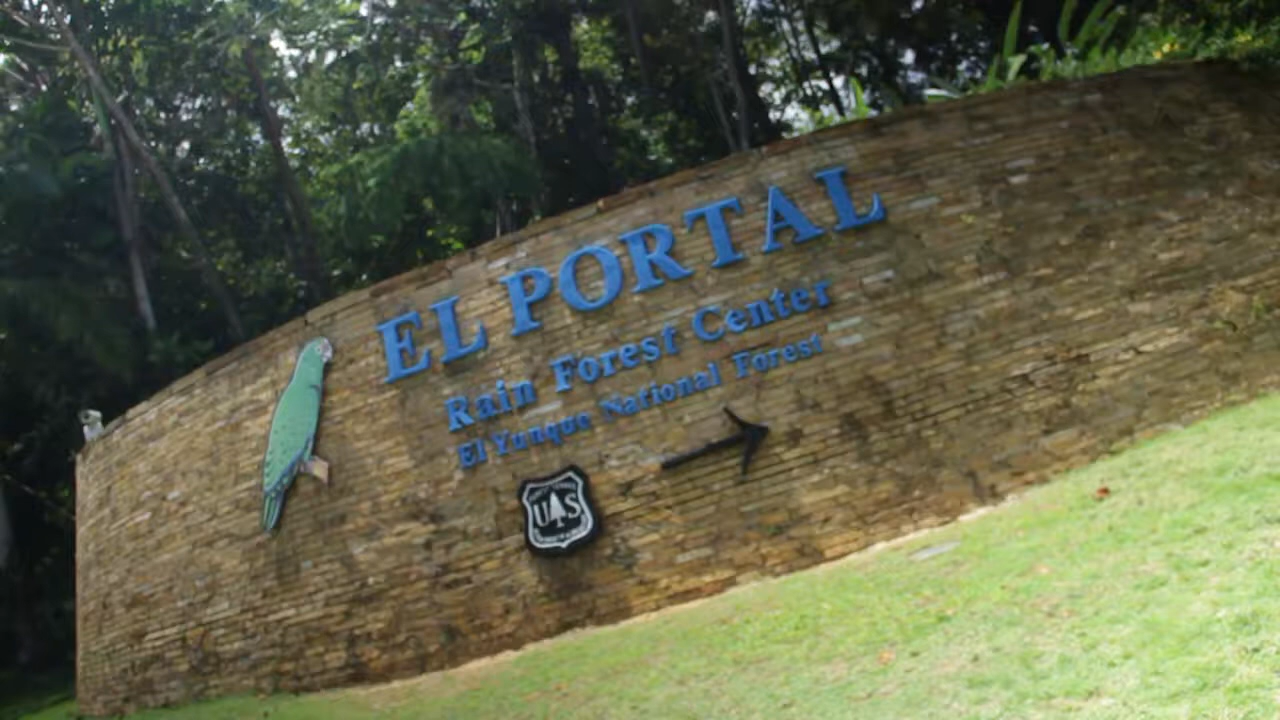 EL PORTAL
Rain Forest Center
El Yunque National Forest
U S